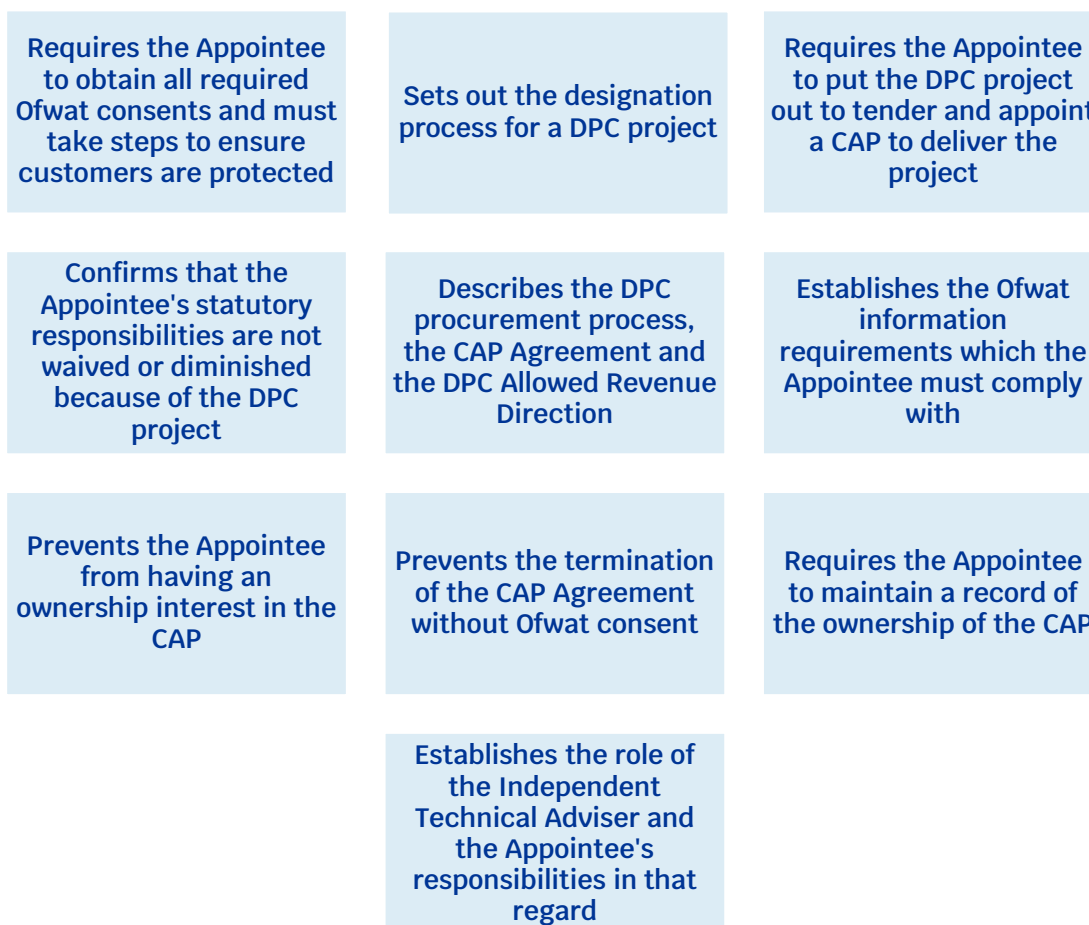 Requires the Appointee
to obtain all required
Ofwat consents and must
take steps to ensure
customers are protected
Sets out the designation
process for a DPC project
Requires the Appointee
to put the DPC project
out to tender and appoint
a CAP to deliver the
project
Confirms that the
Appointee's statutory
responsibilities are not
waived or diminished
because of the DPC
project
Describes the DPC
procurement process,
the CAP Agreement and
the DPC Allowed Revenue
Direction
Establishes the Ofwat
information
requirements which the
Appointee must comply
with
Prevents the Appointee
from having an
ownership interest in the
CAP
Prevents the termination
of the CAP Agreement
without Ofwat consent
Requires the Appointee
to maintain a record of
the ownership of the CAP
Establishes the role of
the Independent
Technical Adviser and
the Appointee's
responsibilities in that
regard